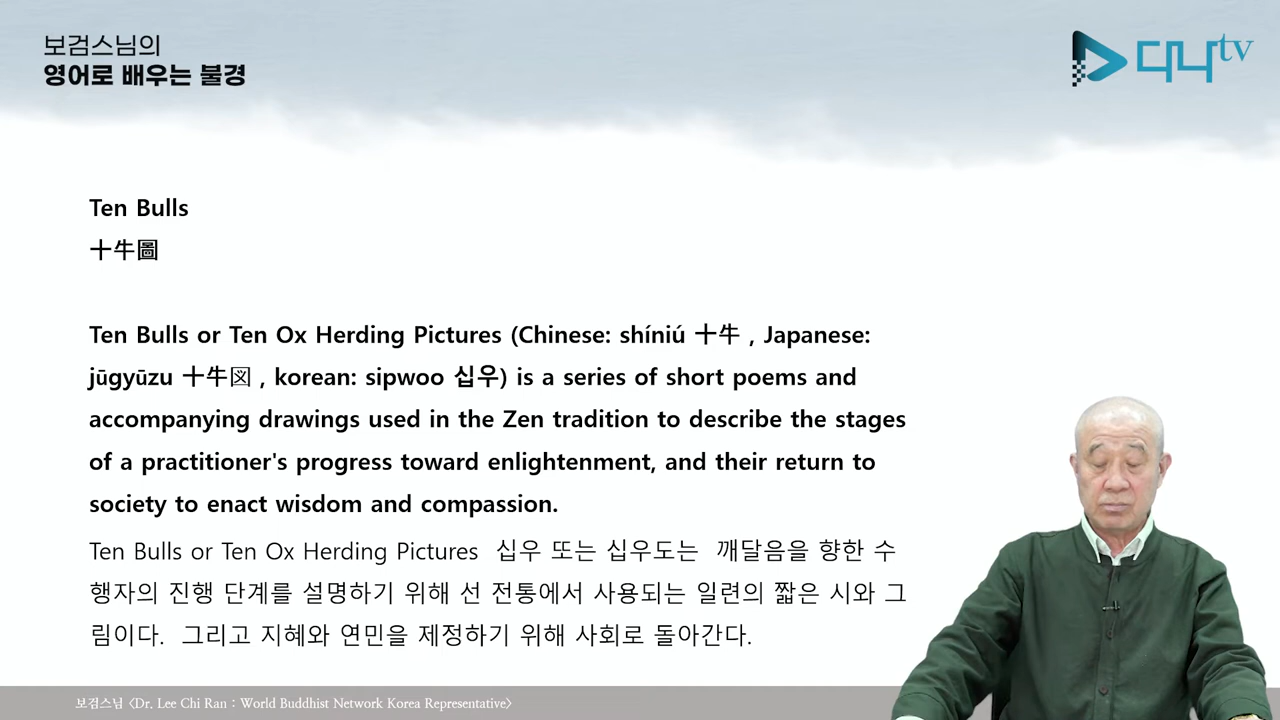 보검스님의
영어로 배우는 불경
디나tv
Ten Bulls
十牛圖
Ten Bulls or Ten Ox Herding Pictures (Chinese: shíniú 十牛 , Japanese:
jūgyūzu 十牛図 , korean: sipwoo 십우) is a series of short poems and
accompanying drawings used in the Zen tradition to describe the stages
of a practitioner's progress toward enlightenment, and their return to
society to enact wisdom and compassion.
Ten Bulls or Ten Ox Herding Pictures 십우 또는 십우도는 깨달음을 향한 수
행자의 진행 단계를 설명하기 위해 선 전통에서 사용되는 일련의 짧은 시와 그
림이다. 그리고 지혜와 연민을 제정하기 위해 사회로 돌아간다.
보검스님 <Dr. Lee Chi Ran : World Buddhist Network Korea Representative>